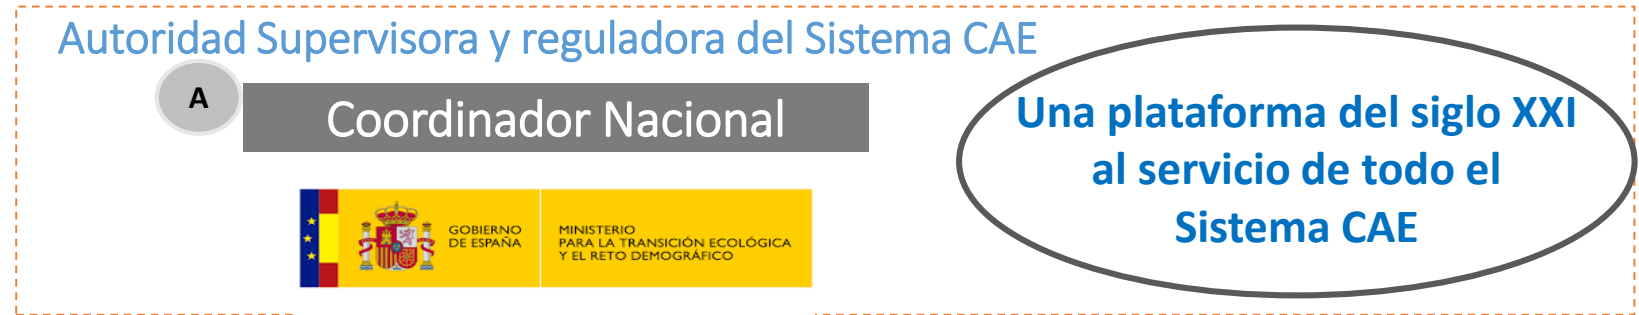 Autoridad Supervisora y reguladora del Sistema CAE
A
Coordinador Nacional
GOBIERNO
DE ESPAÑA
MINISTERIO
PARA LA TRANSICIÓN ECOLÓGICA
Y EL RETO DEMOGRÁFICO
Una plataforma del siglo XXI
al servicio de todo el
Sistema CAE